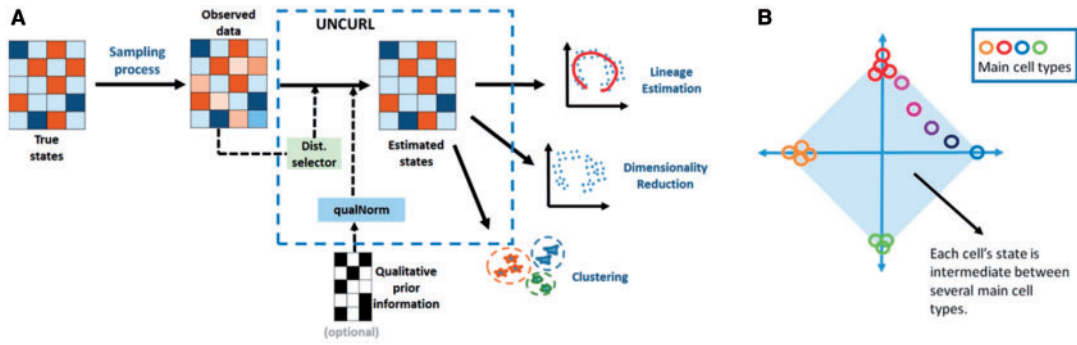 A
True
states
Sampling
process
Observed
data
UNCURL
Dist.
selector
qualNorm
Estimated
states
Qualitative
prior
information
(optional)
Lineage
Estimation
Dimensionality
Reduction
Clustering
B
Main cell types
Each cell's state is
intermediate between
several main cell
types.